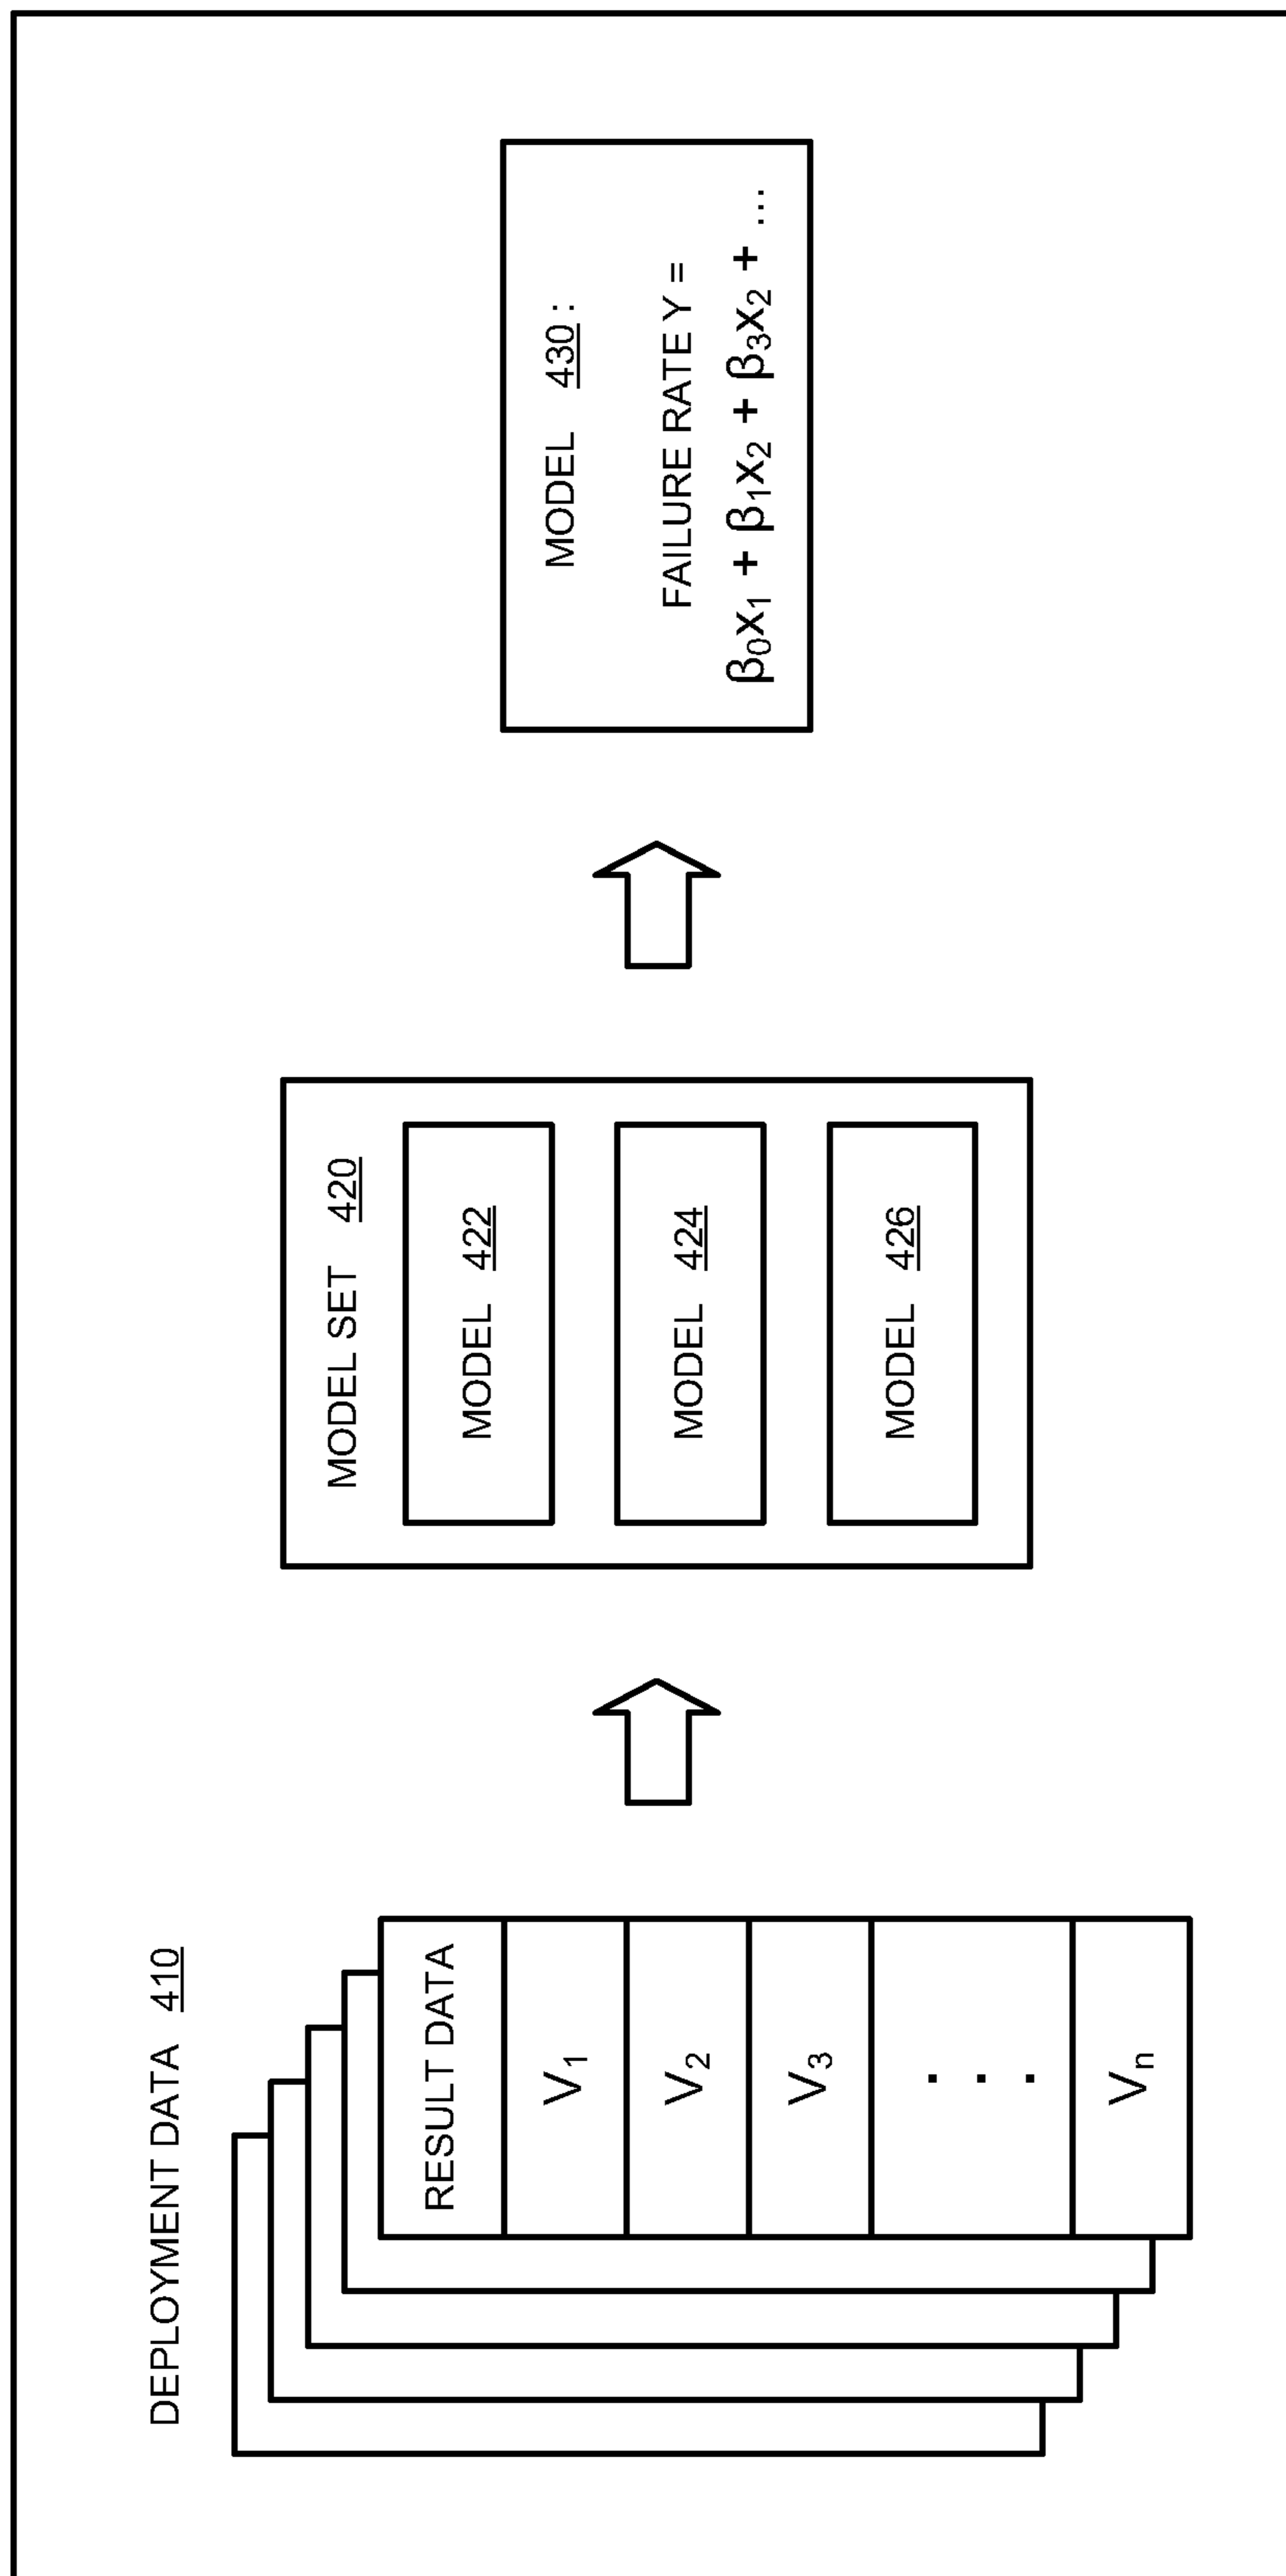 DEPLOYMENT DATA 410
RESULT DATA
V₁
V₂
V₃
. . .
Vₙ
MODEL SET 420
MODEL 422
MODEL 424
MODEL 426
MODEL 430 :
FAILURE RATE Y =
β₀x₁ + β₁x₂ + β₃x₂ + ...